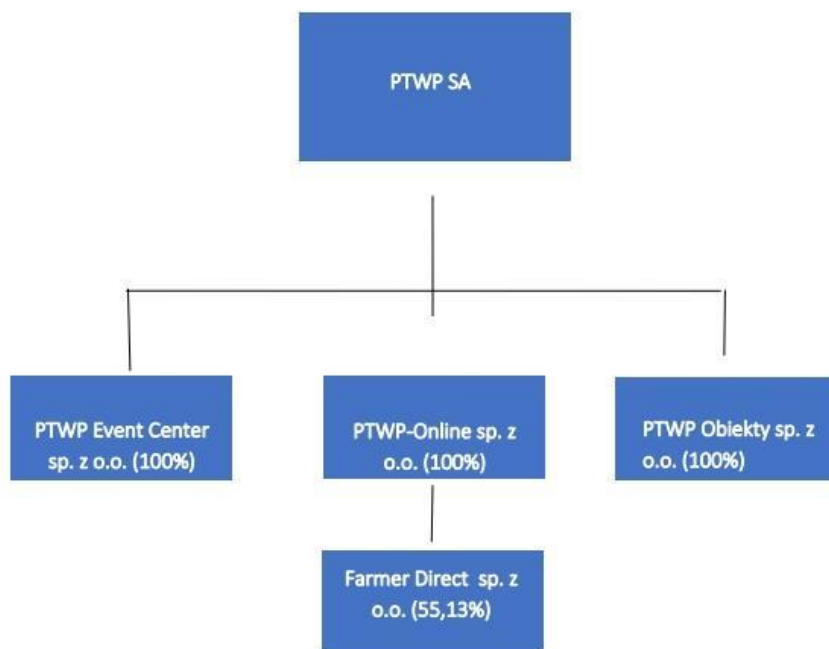 PTWP SA
PTWP Event Center
sp. z o.o. (100%)
PTWP-Online sp. z
o.o. (100%)
PTWP Obiekty sp. z
o.o. (100%)
Farmer Direct sp. z
o.o. (55,13%)